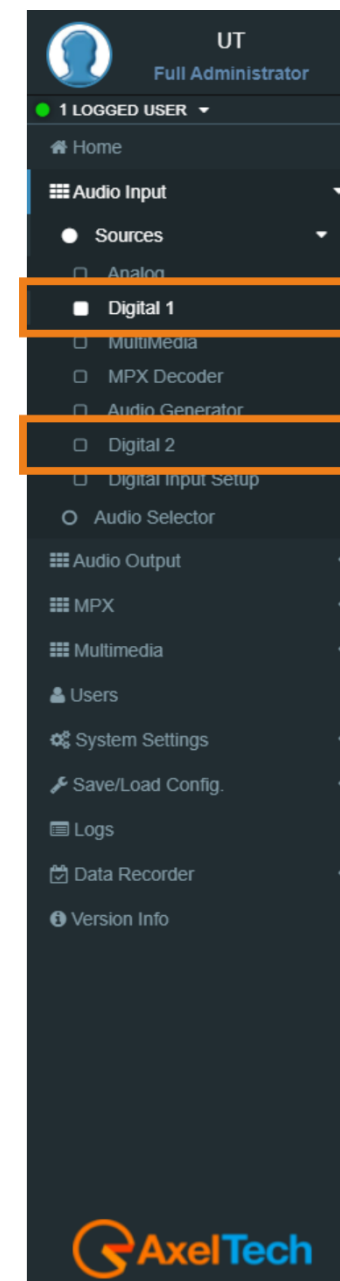 UT
Full Administrator
1 LOGGED USER
Home
Audio Input
Sources
Analog
Digital 1
MultiMedia
MPX Decoder
Audio Generator
Digital 2
Digital Input Setup
Audio Selector
Audio Output
MPX
Multimedia
Users
System Settings
Save/Load Config.
Logs
Data Recorder
Version Info
AxelTech